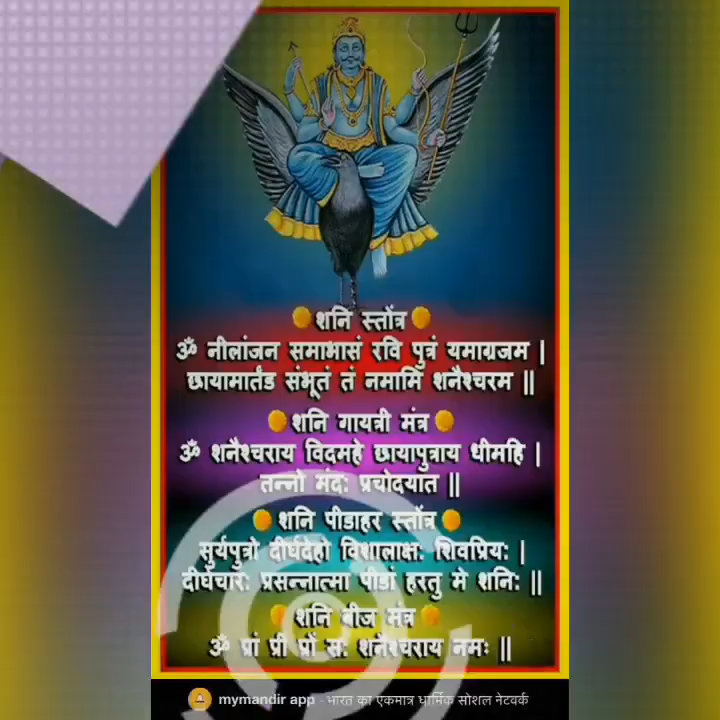 शनि स्तोंत्र
ॐ नीलांजन समाभासं रवि पुत्रं यमाग्रजम |
छायामार्तंड संभूतं तं नमामि शनैश्चरम ||
शनि गायत्री मंत्र
ॐ शनैश्चराय विदमहे छायापुत्राय धीमहि |
तन्नो मंद: प्रचोदयात ||
शनि पीडाहर स्तोंत्र
सुर्यपुत्रो दीर्घदेहो विशालाक्ष: शिवप्रिय: |
दीर्घचार: प्रसन्नात्मा पीडां हरतु मे शनि: ||
शनि बीज मंत्र
ॐ प्रां प्रीं प्रों स: शनैश्चराय नमः ||
mymandir app - भारत का एकमात्र धार्मिक सोशल नेटवर्क